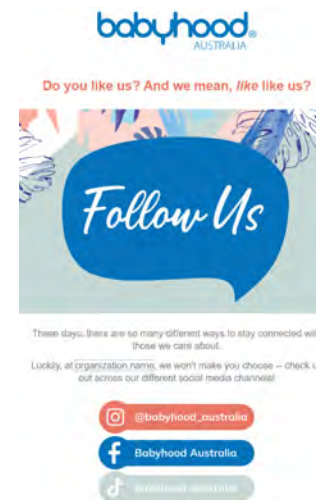 babyhood®
AUSTRALIA
Do you like us? And we mean, like like us?
Follow Us
These days, there are so many different ways to stay connected wi
those we care about.
Luckily, at organization name, we won't make you choose – check u
out across our different social media channels!
@babyhood_australia
Babyhood Australia